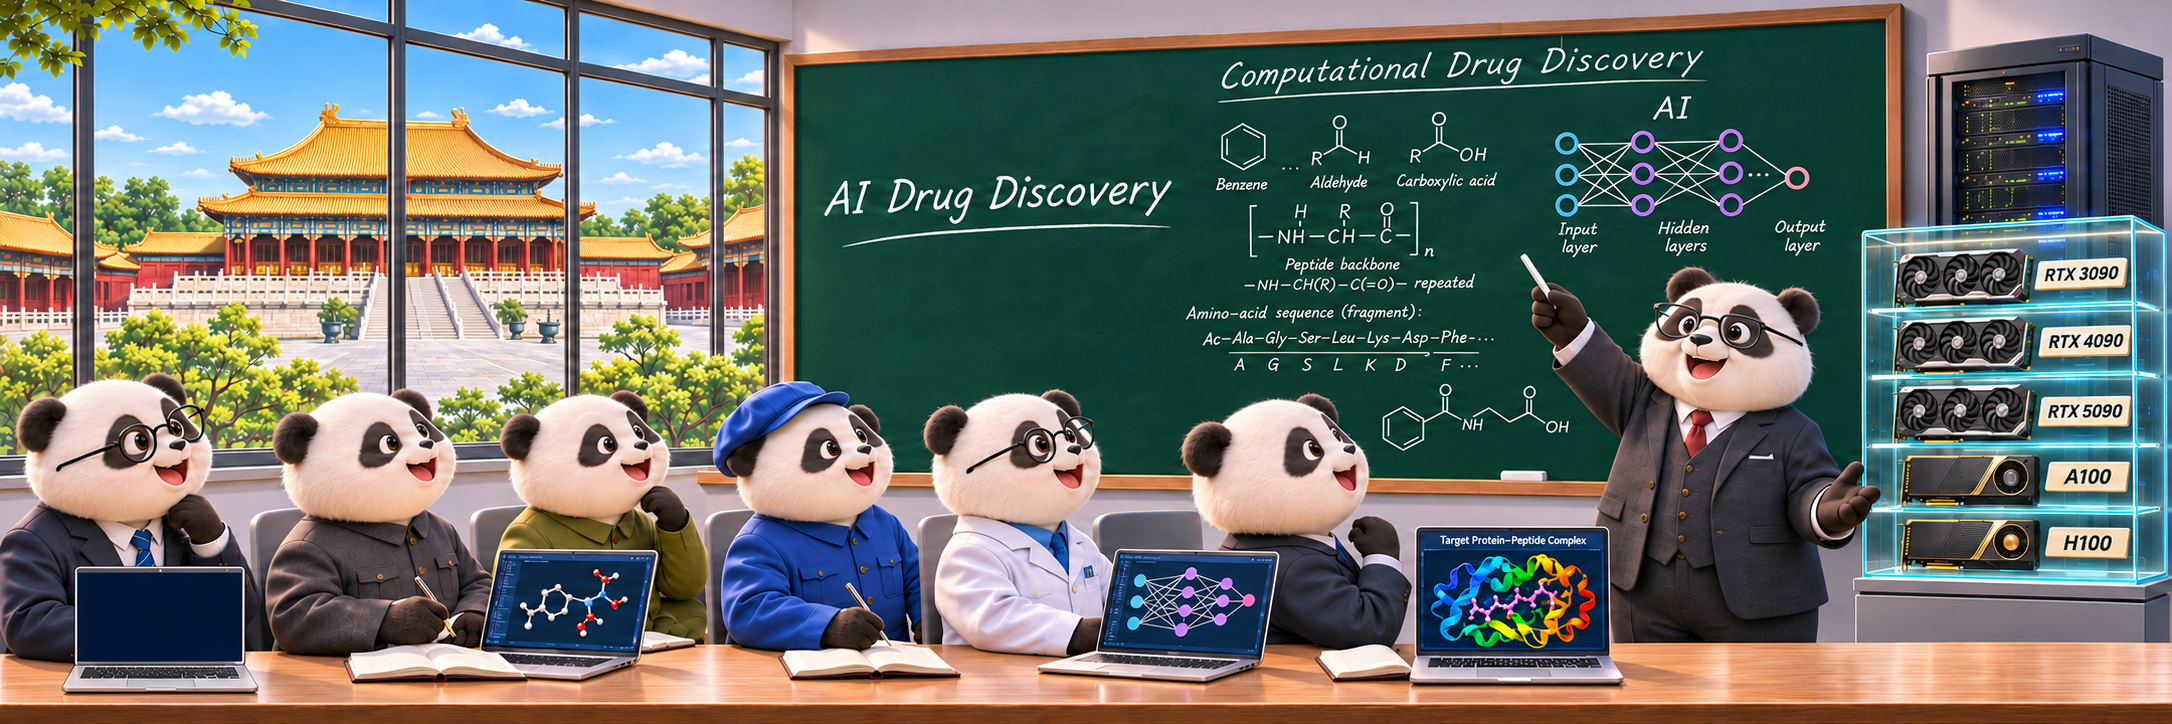 AI Drug Discovery
Computational Drug Discovery
Benzene
...
R
H
Aldehyde
O
R
OH
Carboxylic acid
O
H R O
—NH—CH—C—
n
Peptide backbone
—NH—CH(R)—C(=O)— repeated
Amino-acid sequence (fragment):
Ac—Ala—Gly—Ser—Leu—Lys—Asp—Phe-···
A G S L K D F ···
O
NH
O
OH
AI
...
Input
layer
Hidden
layers
Output
layer
RTX 3090
RTX 4090
RTX 5090
A100
H100
Target Protein–Peptide Complex